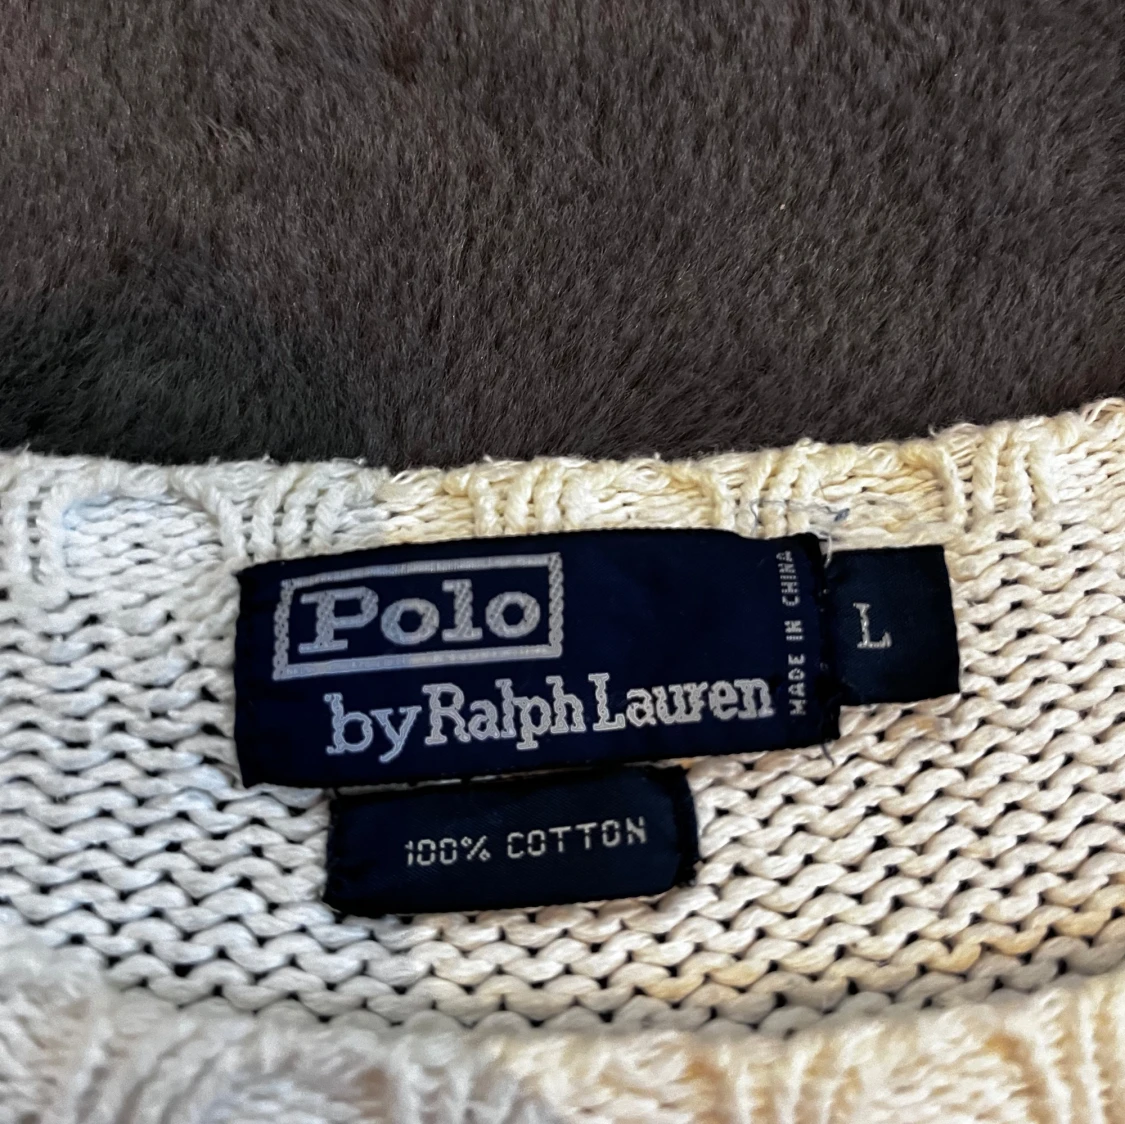 Polo
by Ralph Lauren
MADE IN CHINA
L
100% COTTON